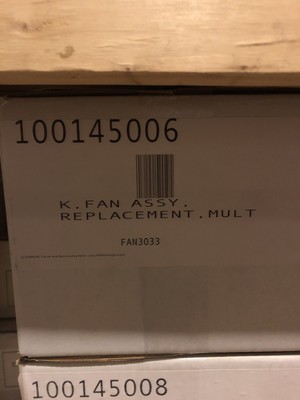 100145006
K.FAN ASSY.
REPLACEMENT.MULT
FAN3033
100145008